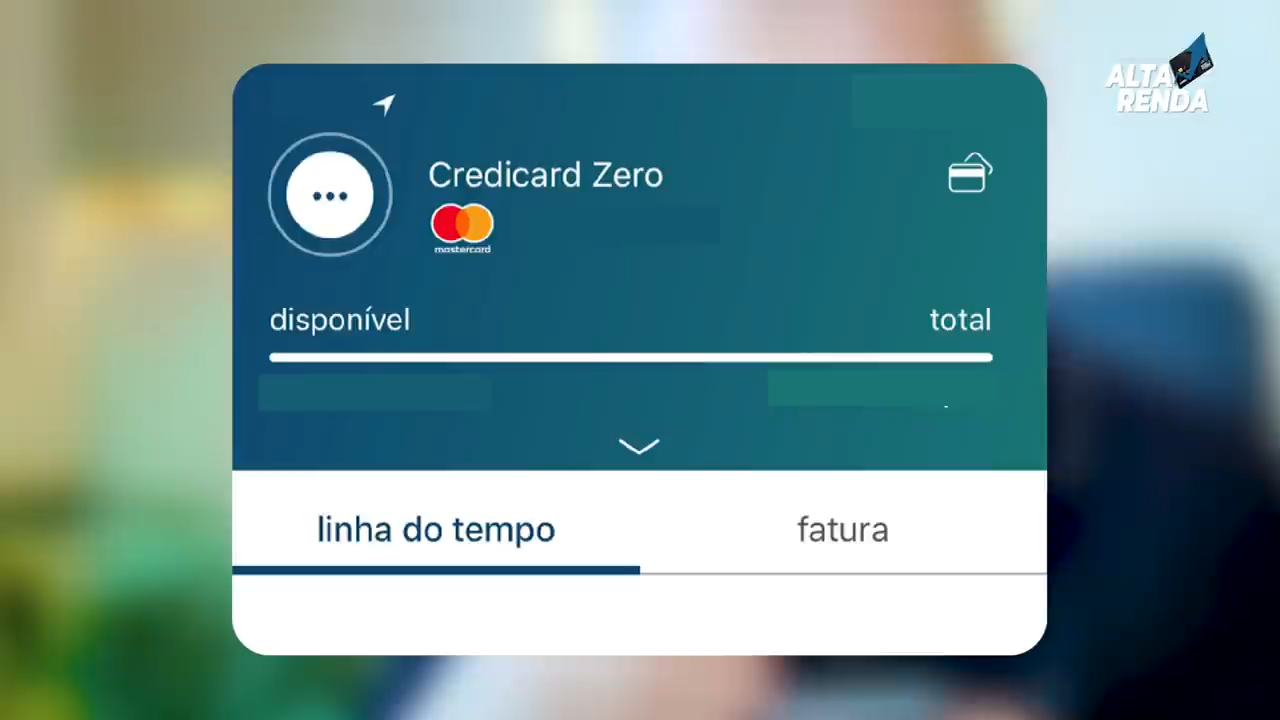 ALTA
RENDA
Credicard Zero
mastercard
disponível
total
linha do tempo
fatura